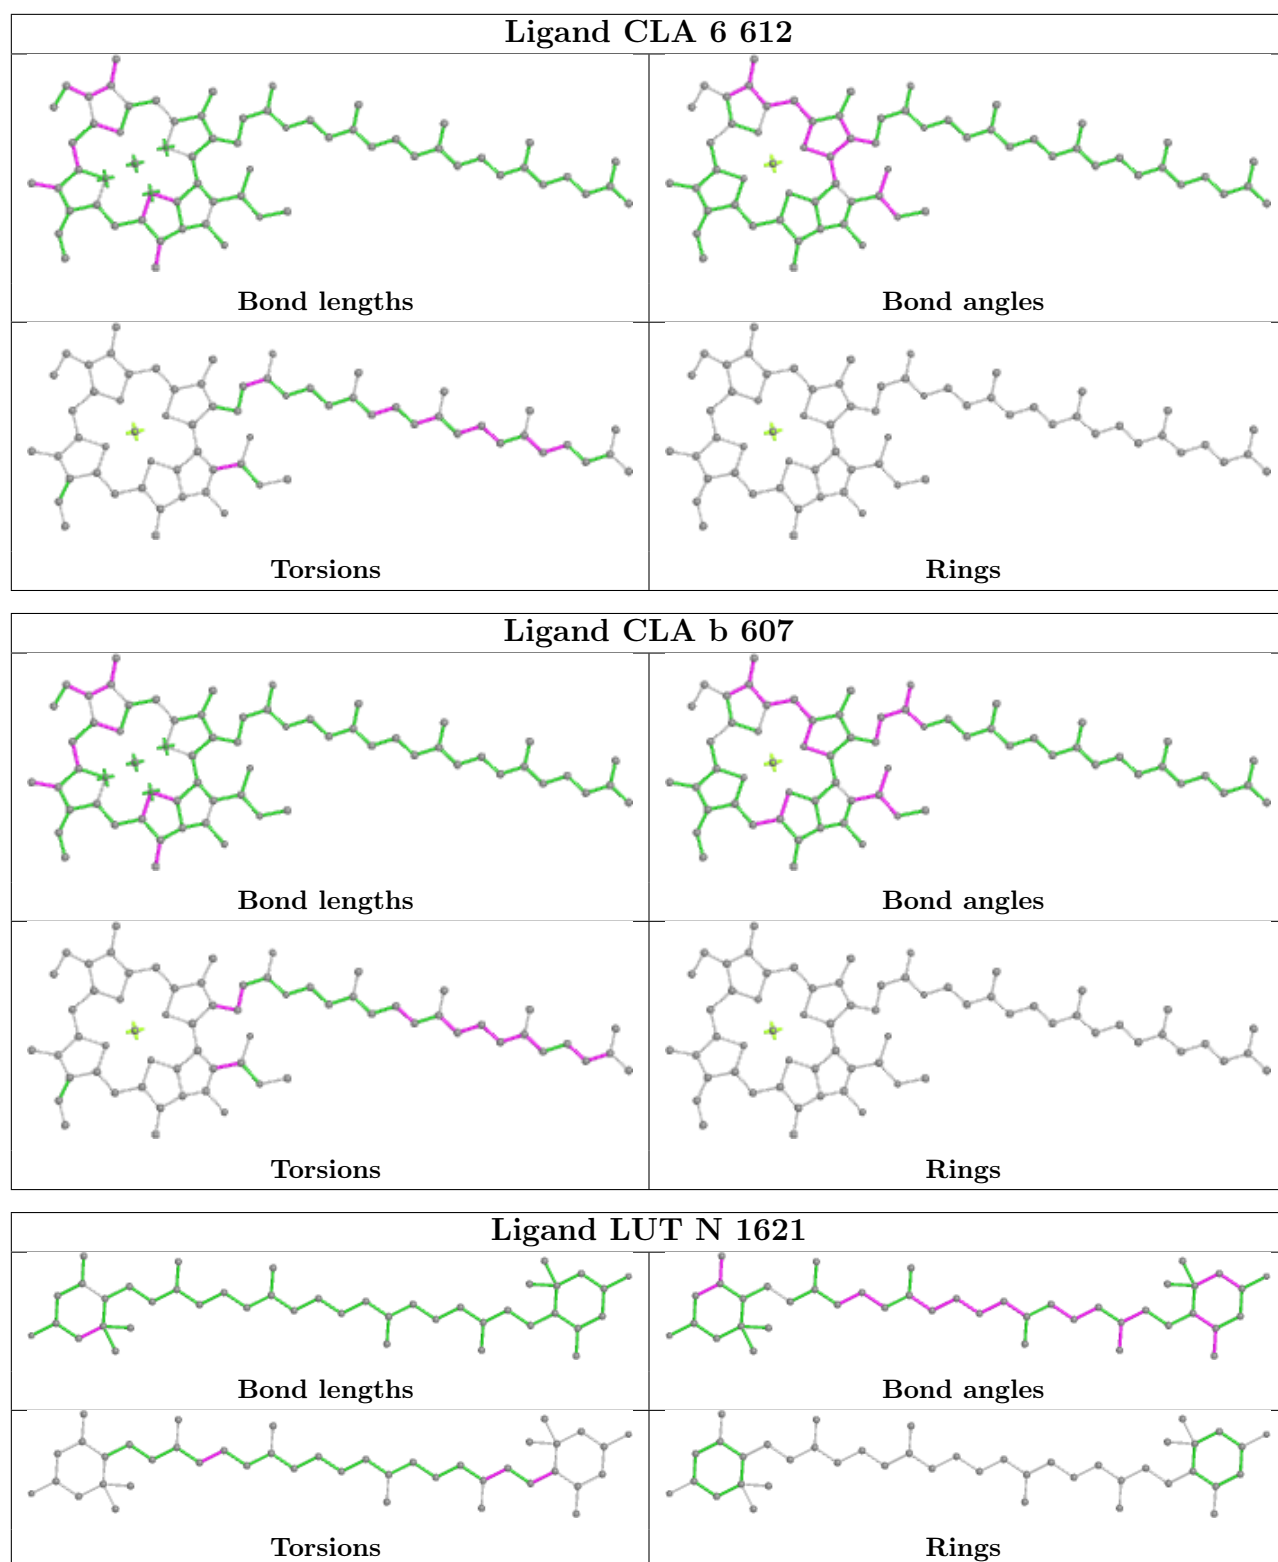 Ligand CLA 6 612
Bond lengths
Bond angles
Torsions
Rings
Ligand CLA b 607
Bond lengths
Bond angles
Torsions
Rings
Ligand LUT N 1621
Bond lengths
Bond angles
Torsions
Rings